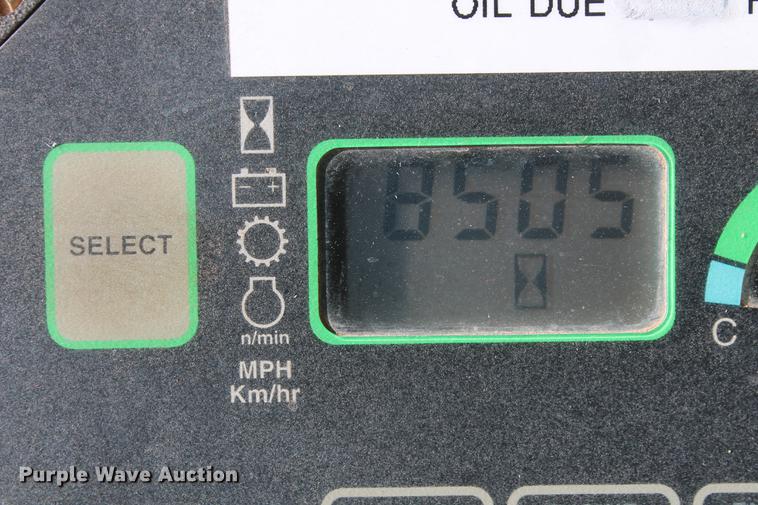 OIL DUE
8505
SELECT
n/min
MPH
Km/hr
C
Purple Wave Auction